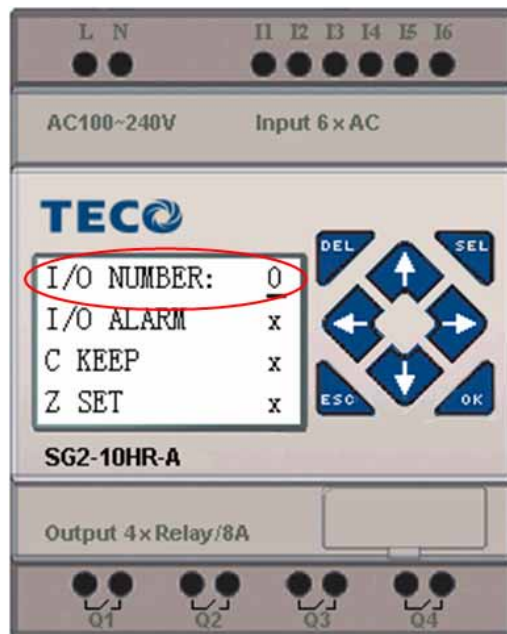 L N I1 I2 I3 I4 I5 I6
AC100~240V Input 6×AC
TECO
DEL SEL
I/O NUMBER: 0
I/O ALARM x
C KEEP x
Z SET x
ESC OK
SG2-10HR-A
Output 4×Relay/8A
Q1 Q2 Q3 Q4